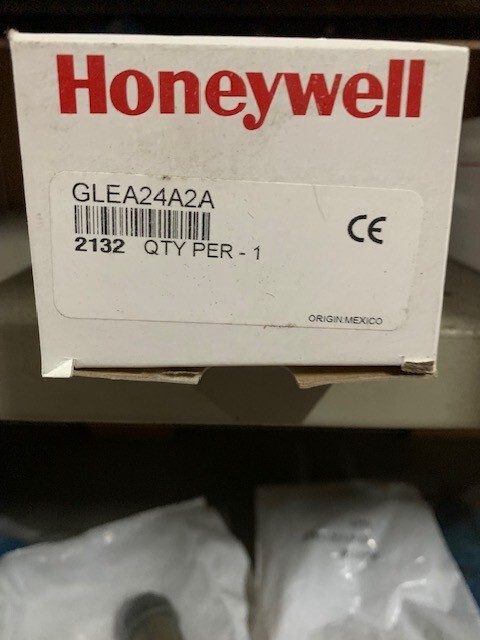 Honeywell
GLEA24A2A
CE
2132 QTY PER - 1
ORIGIN:MEXICO